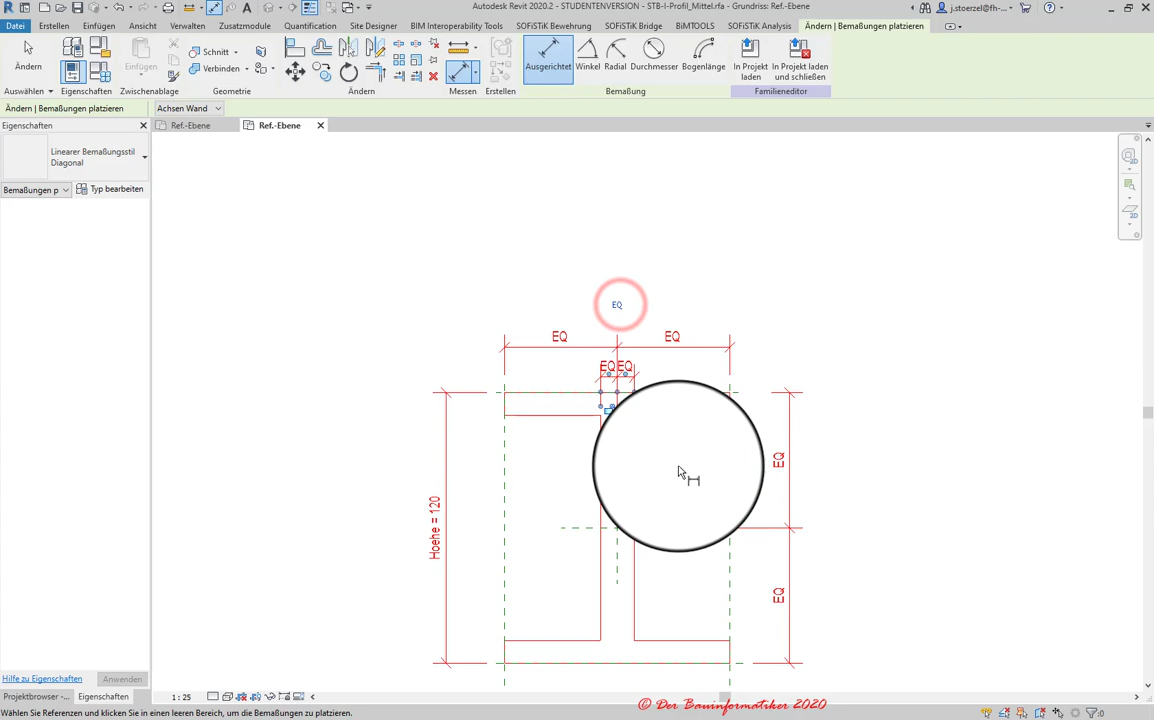 Autodesk Revit 2020.2 - STUDENTENVERSION - STB-I-Profil_Mittel.rfa - Grundriss: Ref.-Ebene
j.stoerzel@fh-...
Datei Erstellen Einfügen Ansicht Verwalten Zusatzmodule Quantification Site Designer BIM Interoperability Tools SOFiSTiK Bewehrung SOFiSTiK Bridge BiMTOOLS SOFiSTiK Analysis Ändern | Bemaßungen platzieren
Ändern
Einfügen
Schnitt
Verbinden
Ausgerichtet Winkel Radial Durchmesser Bogenlänge
In Projekt laden
In Projekt laden und schließen
Auswählen Eigenschaften Zwischenablage Geometrie Ändern Messen Erstellen Bemaßung Familieneditor
Ändern | Bemaßungen platzieren Achsen Wand
Eigenschaften
Ref.-Ebene Ref.-Ebene
Linearer Bemaßungsstil
Diagonal
Bemaßungen p Typ bearbeiten
EQ
EQ EQ
EQ EQ
EQ
Hoehe = 120
EQ
Hilfe zu Eigenschaften Anwenden
Projektbrowser -... Eigenschaften 1 : 25
© Der Bauinformatiker 2020
Wählen Sie Referenzen und klicken Sie in einen leeren Bereich, um die Bemaßungen zu platzieren.
:0